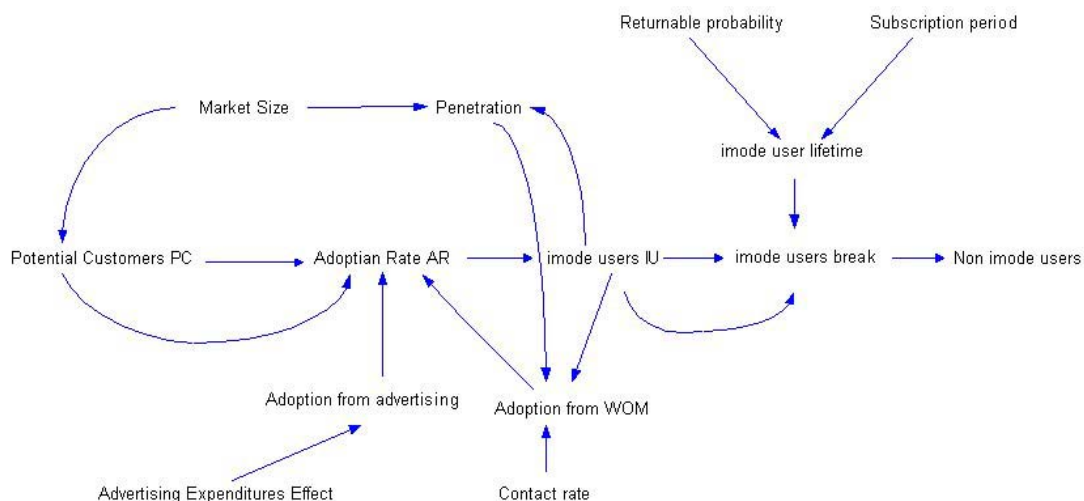 Returnable probability
Subscription period
Market Size
Penetration
imode user lifetime
Potential Customers PC
Adoptian Rate AR
imode users IU
imode users break
Non imode users
Adoption from advertising
Adoption from WOM
Advertising Expenditures Effect
Contact rate